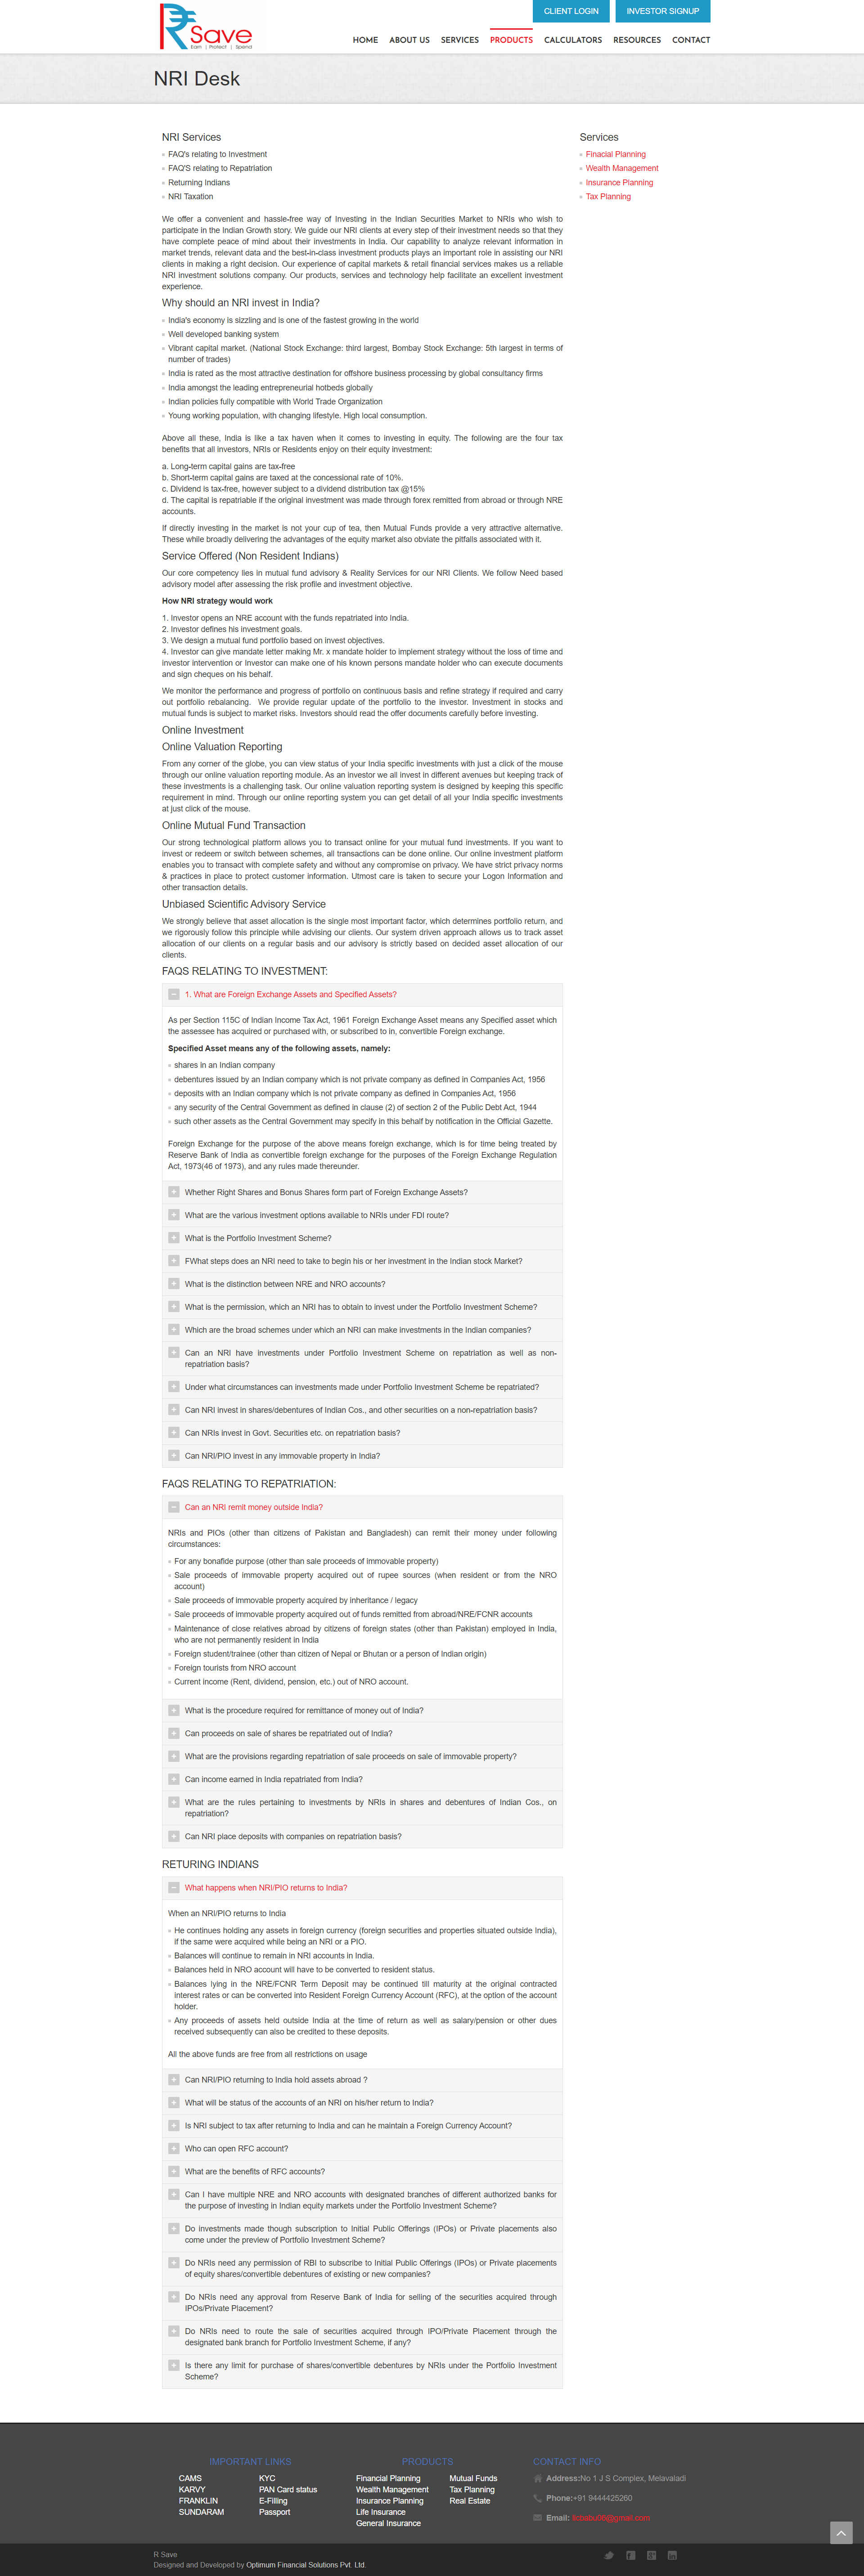 CLIENT LOGIN
INVESTOR SIGNUP
R Save
Earn | Protect | Spend
HOME ABOUT US SERVICES PRODUCTS CALCULATORS RESOURCES CONTACT
NRI Desk
NRI Services
FAQ's relating to Investment
FAQ'S relating to Repatriation
Returning Indians
NRI Taxation
Services
Finacial Planning
Wealth Management
Insurance Planning
Tax Planning
We offer a convenient and hassle-free way of Investing in the Indian Securities Market to NRIs who wish to
participate in the Indian Growth story. We guide our NRI clients at every step of their investment needs so that they
have complete peace of mind about their investments in India. Our capability to analyze relevant information in
market trends, relevant data and the best-in-class investment products plays an important role in assisting our NRI
clients in making a right decision. Our experience of capital markets & retail financial services makes us a reliable
NRI investment solutions company. Our products, services and technology help facilitate an excellent investment
experience.
Why should an NRI invest in India?
India's economy is sizzling and is one of the fastest growing in the world
Well developed banking system
Vibrant capital market. (National Stock Exchange: third largest, Bombay Stock Exchange: 5th largest in terms of
number of trades)
India is rated as the most attractive destination for offshore business processing by global consultancy firms
India amongst the leading entrepreneurial hotbeds globally
Indian policies fully compatible with World Trade Organization
Young working population, with changing lifestyle. High local consumption.
Above all these, India is like a tax haven when it comes to investing in equity. The following are the four tax
benefits that all investors, NRIs or Residents enjoy on their equity investment:
a. Long-term capital gains are tax-free
b. Short-term capital gains are taxed at the concessional rate of 10%.
c. Dividend is tax-free, however subject to a dividend distribution tax @15%
d. The capital is repatriable if the original investment was made through forex remitted from abroad or through NRE
accounts.
If directly investing in the market is not your cup of tea, then Mutual Funds provide a very attractive alternative.
These while broadly delivering the advantages of the equity market also obviate the pitfalls associated with it.
Service Offered (Non Resident Indians)
Our core competency lies in mutual fund advisory & Reality Services for our NRI Clients. We follow Need based
advisory model after assessing the risk profile and investment objective.
How NRI strategy would work
1. Investor opens an NRE account with the funds repatriated into India.
2. Investor defines his investment goals.
3. We design a mutual fund portfolio based on invest objectives.
4. Investor can give mandate letter making Mr. x mandate holder to implement strategy without the loss of time and
investor intervention or Investor can make one of his known persons mandate holder who can execute documents
and sign cheques on his behalf.
We monitor the performance and progress of portfolio on continuous basis and refine strategy if required and carry
out portfolio rebalancing. We provide regular update of the portfolio to the investor. Investment in stocks and
mutual funds is subject to market risks. Investors should read the offer documents carefully before investing.
Online Investment
Online Valuation Reporting
From any corner of the globe, you can view status of your India specific investments with just a click of the mouse
through our online valuation reporting module. As an investor we all invest in different avenues but keeping track of
these investments is a challenging task. Our online valuation reporting system is designed by keeping this specific
requirement in mind. Through our online reporting system you can get detail of all your India specific investments
at just click of the mouse.
Online Mutual Fund Transaction
Our strong technological platform allows you to transact online for your mutual fund investments. If you want to
invest or redeem or switch between schemes, all transactions can be done online. Our online investment platform
enables you to transact with complete safety and without any compromise on privacy. We have strict privacy norms
& practices in place to protect customer information. Utmost care is taken to secure your Logon Information and
other transaction details.
Unbiased Scientific Advisory Service
We strongly believe that asset allocation is the single most important factor, which determines portfolio return, and
we rigorously follow this principle while advising our clients. Our system driven approach allows us to track asset
allocation of our clients on a regular basis and our advisory is strictly based on decided asset allocation of our
clients.
FAQS RELATING TO INVESTMENT:
1. What are Foreign Exchange Assets and Specified Assets?
As per Section 115C of Indian Income Tax Act, 1961 Foreign Exchange Asset means any Specified asset which
the assessee has acquired or purchased with, or subscribed to in, convertible Foreign exchange.
Specified Asset means any of the following assets, namely:
shares in an Indian company
debentures issued by an Indian company which is not private company as defined in Companies Act, 1956
deposits with an Indian company which is not private company as defined in Companies Act, 1956
any security of the Central Government as defined in clause (2) of section 2 of the Public Debt Act, 1944
such other assets as the Central Government may specify in this behalf by notification in the Official Gazette.
Foreign Exchange for the purpose of the above means foreign exchange, which is for time being treated by
Reserve Bank of India as convertible foreign exchange for the purposes of the Foreign Exchange Regulation
Act, 1973(46 of 1973), and any rules made thereunder.
Whether Right Shares and Bonus Shares form part of Foreign Exchange Assets?
What are the various investment options available to NRIs under FDI route?
What is the Portfolio Investment Scheme?
FWhat steps does an NRI need to take to begin his or her investment in the Indian stock Market?
What is the distinction between NRE and NRO accounts?
What is the permission, which an NRI has to obtain to invest under the Portfolio Investment Scheme?
Which are the broad schemes under which an NRI can make investments in the Indian companies?
Can an NRI have investments under Portfolio Investment Scheme on repatriation as well as non-
repatriation basis?
Under what circumstances can investments made under Portfolio Investment Scheme be repatriated?
Can NRI invest in shares/debentures of Indian Cos., and other securities on a non-repatriation basis?
Can NRIs invest in Govt. Securities etc. on repatriation basis?
Can NRI/PIO invest in any immovable property in India?
FAQS RELATING TO REPATRIATION:
Can an NRI remit money outside India?
NRIs and PIOs (other than citizens of Pakistan and Bangladesh) can remit their money under following
circumstances:
For any bonafide purpose (other than sale proceeds of immovable property)
Sale proceeds of immovable property acquired out of rupee sources (when resident or from the NRO
account)
Sale proceeds of immovable property acquired by inheritance / legacy
Sale proceeds of immovable property acquired out of funds remitted from abroad/NRE/FCNR accounts
Maintenance of close relatives abroad by citizens of foreign states (other than Pakistan) employed in India,
who are not permanently resident in India
Foreign student/trainee (other than citizen of Nepal or Bhutan or a person of Indian origin)
Foreign tourists from NRO account
Current income (Rent, dividend, pension, etc.) out of NRO account.
What is the procedure required for remittance of money out of India?
Can proceeds on sale of shares be repatriated out of India?
What are the provisions regarding repatriation of sale proceeds on sale of immovable property?
Can income earned in India repatriated from India?
What are the rules pertaining to investments by NRIs in shares and debentures of Indian Cos., on
repatriation?
Can NRI place deposits with companies on repatriation basis?
RETURING INDIANS
What happens when NRI/PIO returns to India?
When an NRI/PIO returns to India
He continues holding any assets in foreign currency (foreign securities and properties situated outside India),
if the same were acquired while being an NRI or a PIO.
Balances will continue to remain in NRI accounts in India.
Balances held in NRO account will have to be converted to resident status.
Balances lying in the NRE/FCNR Term Deposit may be continued till maturity at the original contracted
interest rates or can be converted into Resident Foreign Currency Account (RFC), at the option of the account
holder.
Any proceeds of assets held outside India at the time of return as well as salary/pension or other dues
received subsequently can also be credited to these deposits.
All the above funds are free from all restrictions on usage
Can NRI/PIO returning to India hold assets abroad ?
What will be status of the accounts of an NRI on his/her return to India?
Is NRI subject to tax after returning to India and can he maintain a Foreign Currency Account?
Who can open RFC account?
What are the benefits of RFC accounts?
Can I have multiple NRE and NRO accounts with designated branches of different authorized banks for
the purpose of investing in Indian equity markets under the Portfolio Investment Scheme?
Do investments made though subscription to Initial Public Offerings (IPOs) or Private placements also
come under the preview of Portfolio Investment Scheme?
Do NRIs need any permission of RBI to subscribe to Initial Public Offerings (IPOs) or Private placements
of equity shares/convertible debentures of existing or new companies?
Do NRIs need any approval from Reserve Bank of India for selling of the securities acquired through
IPOs/Private Placement?
Do NRIs need to route the sale of securities acquired through IPO/Private Placement through the
designated bank branch for Portfolio Investment Scheme, if any?
Is there any limit for purchase of shares/convertible debentures by NRIs under the Portfolio Investment
Scheme?
IMPORTANT LINKS
CAMS
KARVY
FRANKLIN
SUNDARAM
KYC
PAN Card status
E-Filling
Passport
PRODUCTS
Financial Planning
Wealth Management
Insurance Planning
Life Insurance
General Insurance
Mutual Funds
Tax Planning
Real Estate
CONTACT INFO
Address:No 1 J S Complex, Melavaladi
Phone:+91 9444425260
Email: licbabu06@gmail.com
R Save
Designed and Developed by Optimum Financial Solutions Pvt. Ltd.